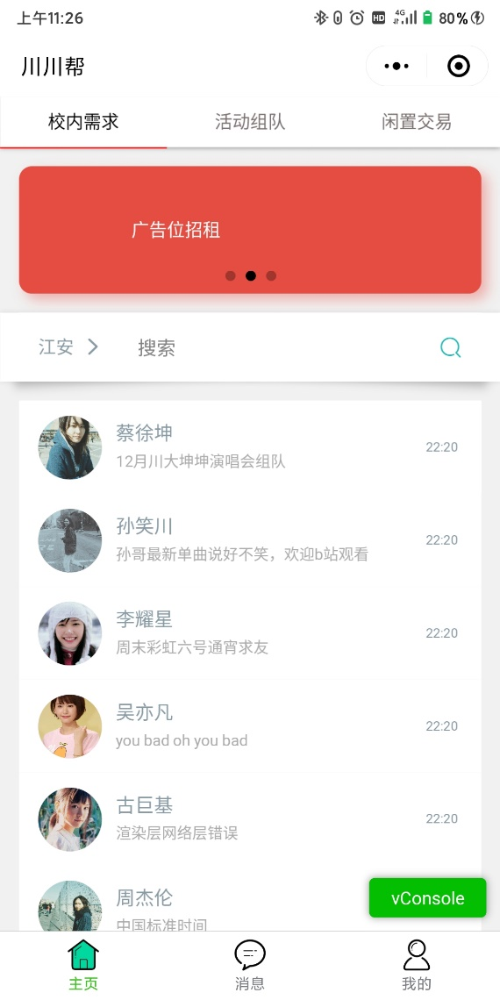 上午11:26
HD 4G 80%
川川帮
校内需求 活动组队 闲置交易
广告位招租
江安 搜索
蔡徐坤
12月川大坤坤演唱会组队
22:20
孙笑川
孙哥最新单曲说好不笑，欢迎b站观看
22:20
李耀星
周末彩虹六号通宵求友
22:20
吴亦凡
you bad oh you bad
22:20
古巨基
渲染层网络层错误
22:20
周杰伦
中国标准时间
vConsole
主页 消息 我的